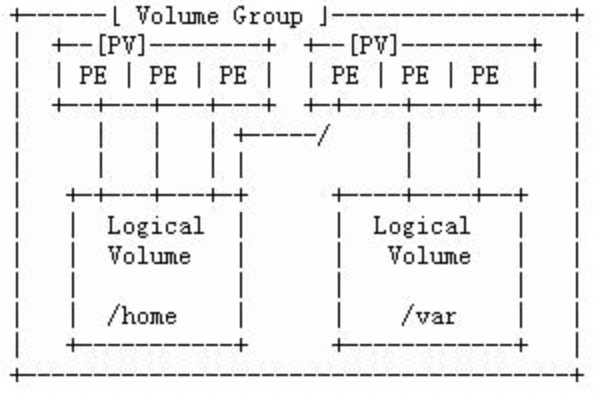 [ Volume Group ]
[PV] [PV]
PE | PE | PE | PE | PE | PE
Logical Logical
Volume Volume
/home /var